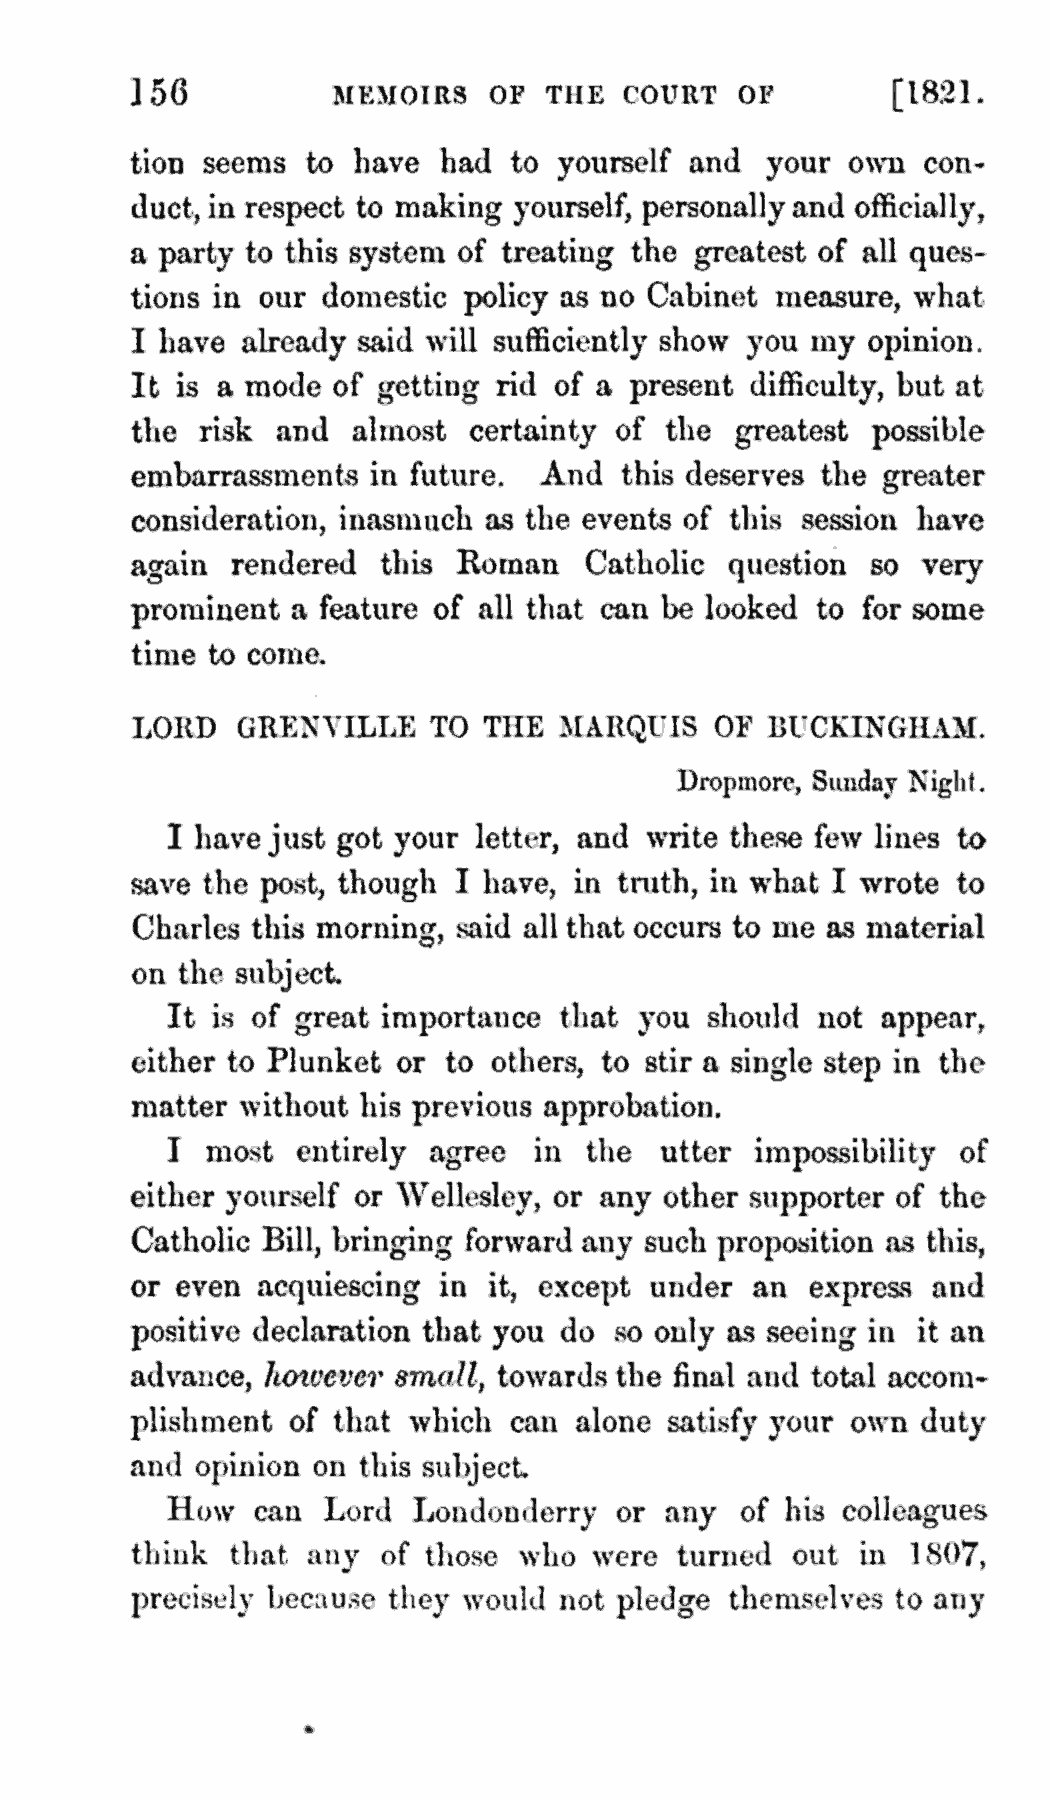 156 MEMOIRS OF THE COURT OF [1821.
tion seems to have had to yourself and your own con-
duct, in respect to making yourself, personally and officially,
a party to this system of treating the greatest of all ques-
tions in our domestic policy as no Cabinet measure, what
I have already said will sufficiently show you my opinion.
It is a mode of getting rid of a present difficulty, but at
the risk and almost certainty of the greatest possible
embarrassments in future. And this deserves the greater
consideration, inasmuch as the events of this session have
again rendered this Roman Catholic question so very
prominent a feature of all that can be looked to for some
time to come.
LORD GRENVILLE TO THE MARQUIS OF BUCKINGHAM.
Dropmore, Sunday Night.
I have just got your letter, and write these few lines to
save the post, though I have, in truth, in what I wrote to
Charles this morning, said all that occurs to me as material
on the subject.
It is of great importance that you should not appear,
either to Plunket or to others, to stir a single step in the
matter without his previous approbation.
I most entirely agree in the utter impossibility of
either yourself or Wellesley, or any other supporter of the
Catholic Bill, bringing forward any such proposition as this,
or even acquiescing in it, except under an express and
positive declaration that you do so only as seeing in it an
advance, however small, towards the final and total accom-
plishment of that which can alone satisfy your own duty
and opinion on this subject.
How can Lord Londonderry or any of his colleagues
think that any of those who were turned out in 1807,
precisely because they would not pledge themselves to any